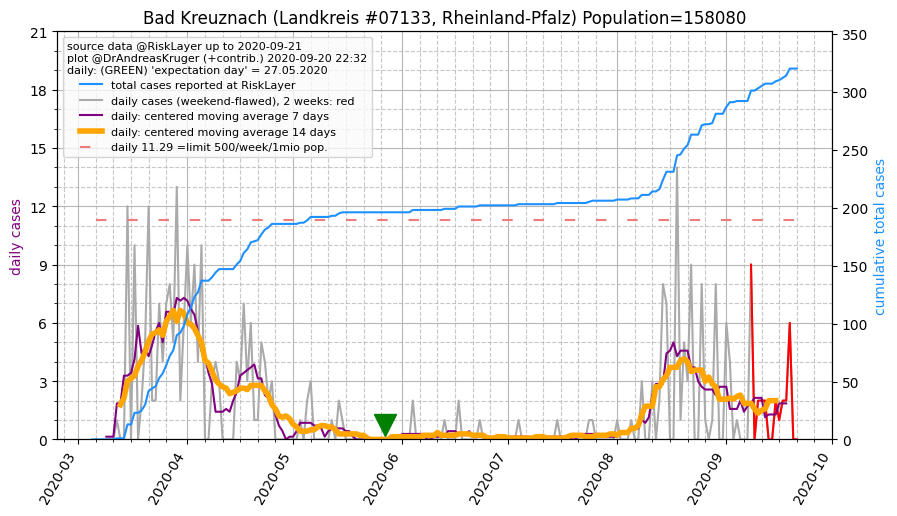 Bad Kreuznach (Landkreis #07133, Rheinland-Pfalz) Population=158080
source data @RiskLayer up to 2020-09-21
plot @DrAndreasKruger (+contrib.) 2020-09-20 22:32
daily: (GREEN) 'expectation day' = 27.05.2020
total cases reported at RiskLayer
daily cases (weekend-flawed), 2 weeks: red
daily: centered moving average 7 days
daily: centered moving average 14 days
daily 11.29 =limit 500/week/1mio pop.
daily cases
21
18
15
12
9
6
3
0
350
300
250
200
150
100
50
0
cumulative total cases
2020-03
2020-04
2020-05
2020-06
2020-07
2020-08
2020-09
2020-10